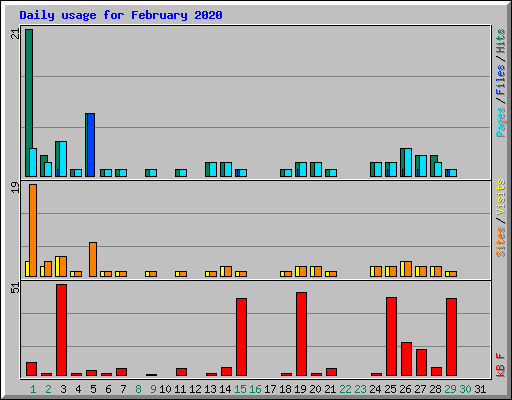 Daily usage for February 2020
21
Pages/Files/Hits
19
Sites/Visits
51
kB F
1 2 3 4 5 6 7 8 9 10 11 12 13 14 15 16 17 18 19 20 21 22 23 24 25 26 27 28 29 30 31